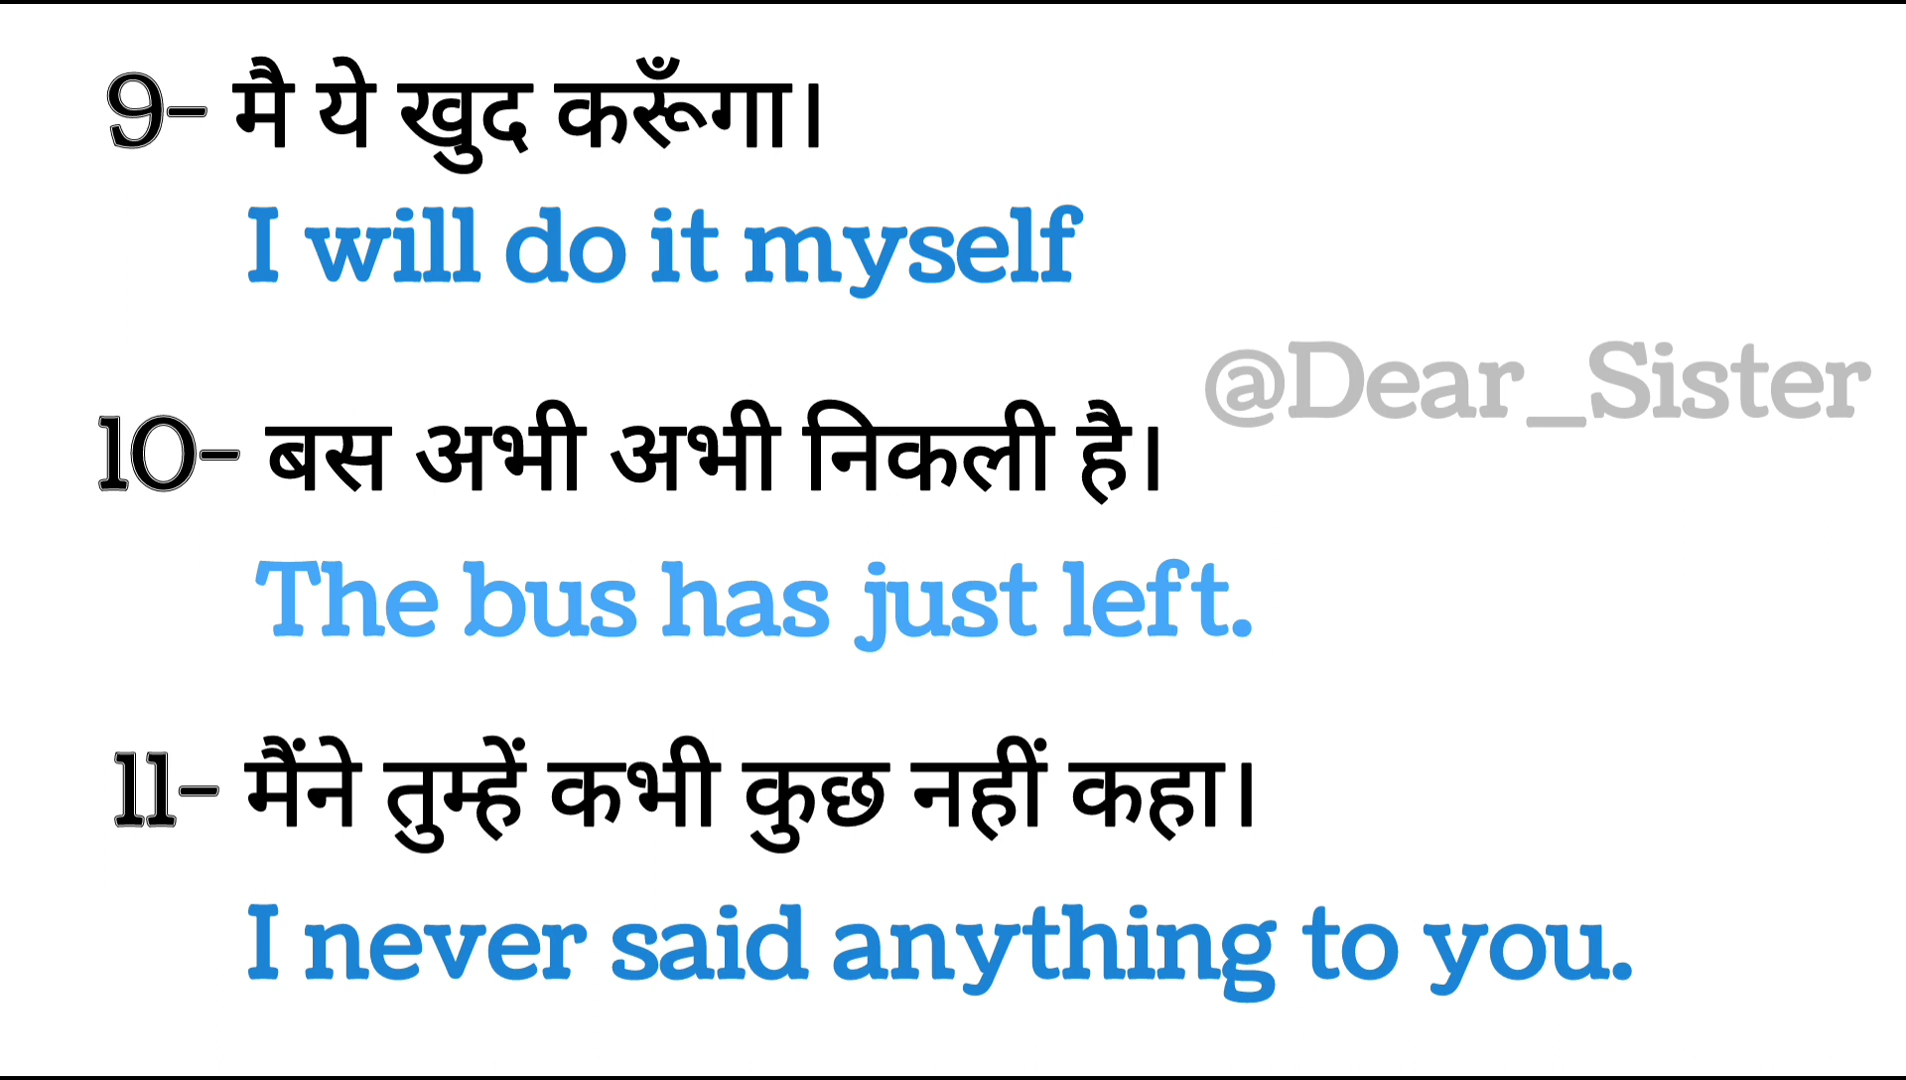 9- मै ये खुद करूँगा।
I will do it myself
@Dear_Sister
10- बस अभी अभी निकली है।
The bus has just left.
11- मैंने तुम्हें कभी कुछ नहीं कहा।
I never said anything to you.